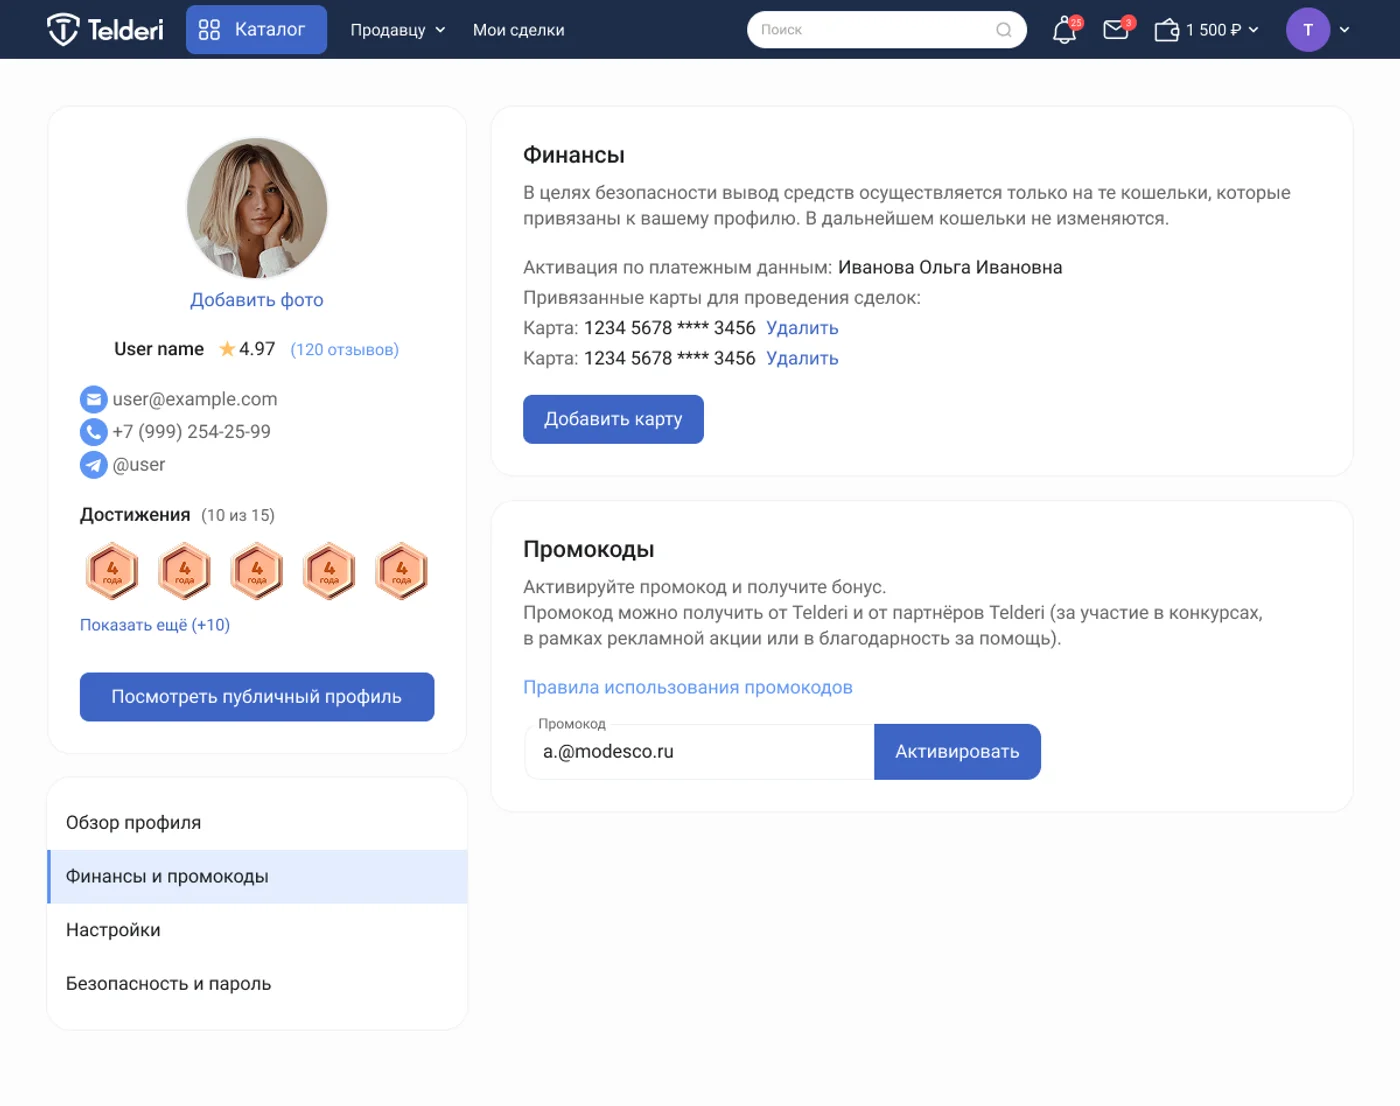 Telderi
Каталог
Продавцу
Мои сделки
Поиск
25
3
1 500 ₽
T
Добавить фото
User name 4.97 (120 отзывов)
user@example.com
+7 (999) 254-25-99
@user
Достижения (10 из 15)
4 года
4 года
4 года
4 года
4 года
Показать ещё (+10)
Посмотреть публичный профиль
Обзор профиля
Финансы и промокоды
Настройки
Безопасность и пароль
Финансы
В целях безопасности вывод средств осуществляется только на те кошельки, которые
привязаны к вашему профилю. В дальнейшем кошельки не изменяются.
Активация по платежным данным: Иванова Ольга Ивановна
Привязанные карты для проведения сделок:
Карта: 1234 5678 **** 3456 Удалить
Карта: 1234 5678 **** 3456 Удалить
Добавить карту
Промокоды
Активируйте промокод и получите бонус.
Промокод можно получить от Telderi и от партнёров Telderi (за участие в конкурсах,
в рамках рекламной акции или в благодарность за помощь).
Правила использования промокодов
Промокод
a.@modesco.ru
Активировать